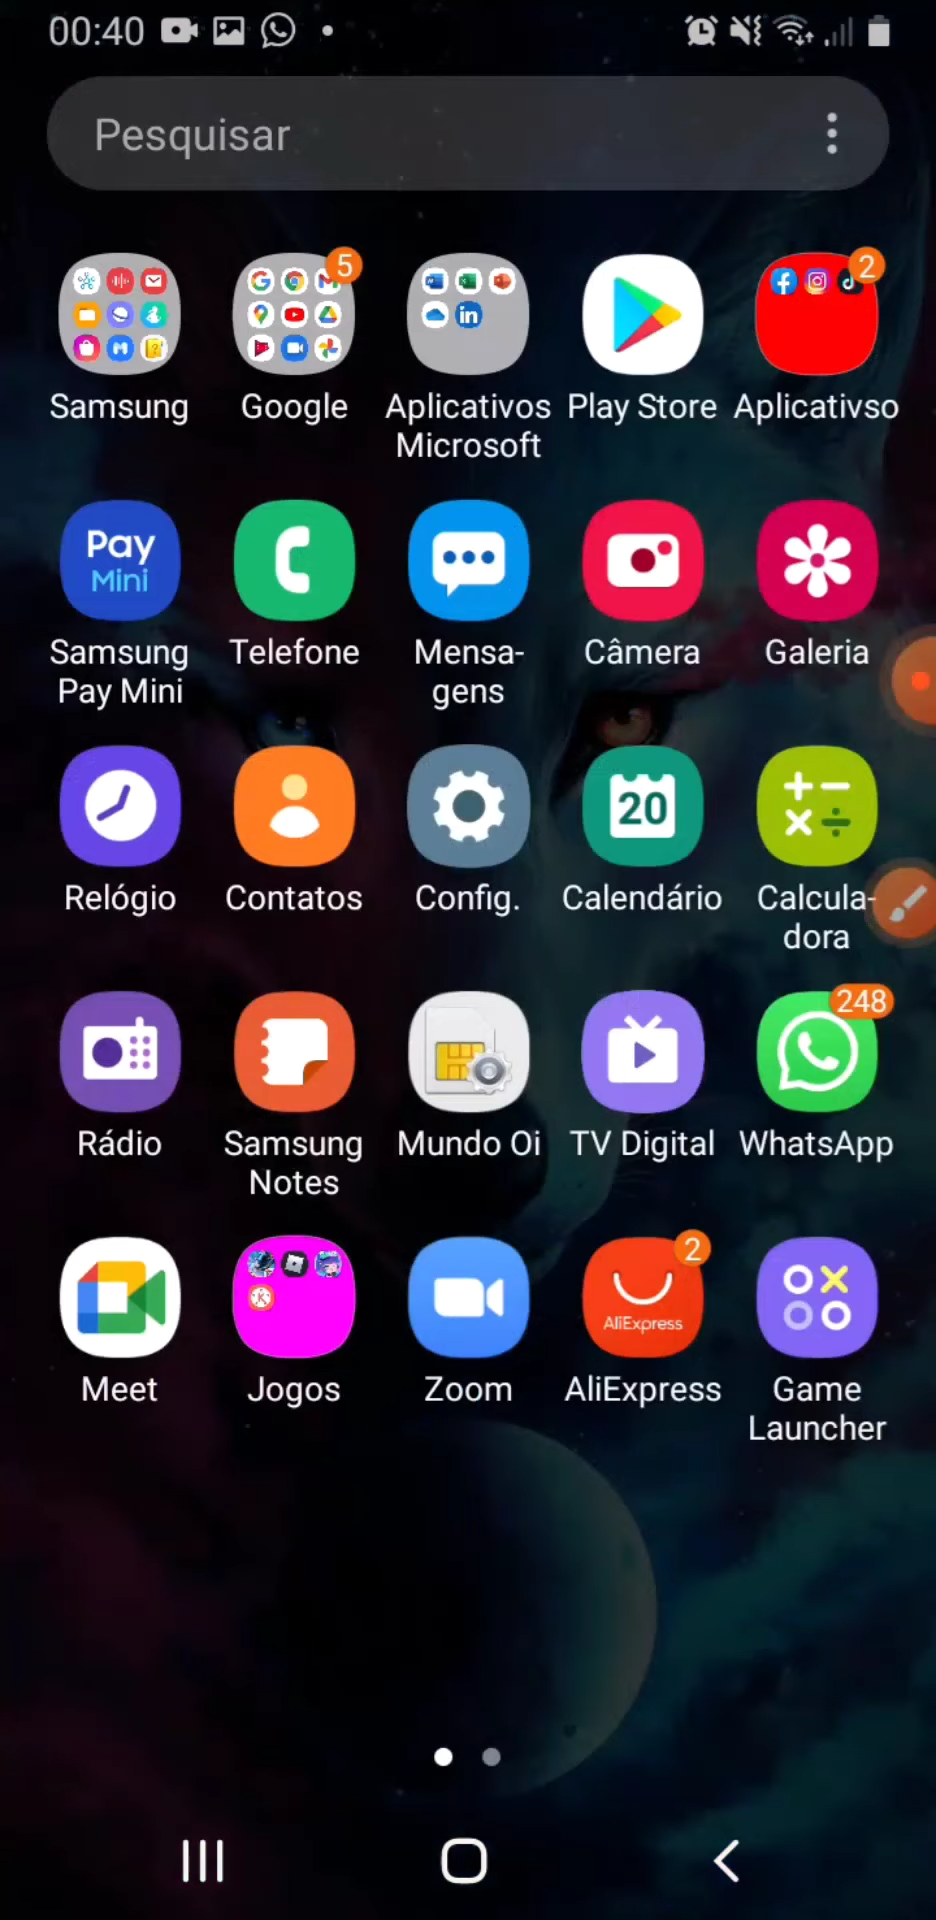 00:40
Pesquisar
5
2
Samsung
Google
Aplicativos
Microsoft
Play Store
Aplicativso
Pay
Mini
Samsung
Pay Mini
Telefone
Mensa-
gens
Câmera
Galeria
20
Relógio
Contatos
Config.
Calendário
Calcula-
dora
248
Rádio
Samsung
Notes
Mundo Oi
TV Digital
WhatsApp
2
AliExpress
Meet
Jogos
Zoom
AliExpress
Game
Launcher